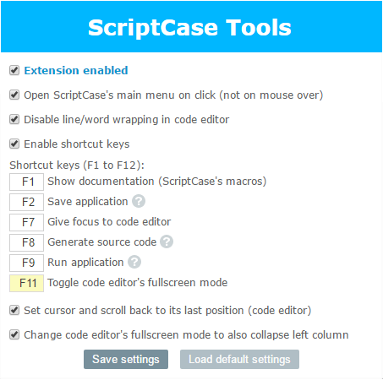 ScriptCase Tools
Extension enabled
Open ScriptCase's main menu on click (not on mouse over)
Disable line/word wrapping in code editor
Enable shortcut keys
Shortcut keys (F1 to F12):
F1 Show documentation (ScriptCase's macros)
F2 Save application ?
F7 Give focus to code editor
F8 Generate source code ?
F9 Run application ?
F11 Toggle code editor's fullscreen mode
Set cursor and scroll back to its last position (code editor)
Change code editor's fullscreen mode to also collapse left column
Save settings Load default settings